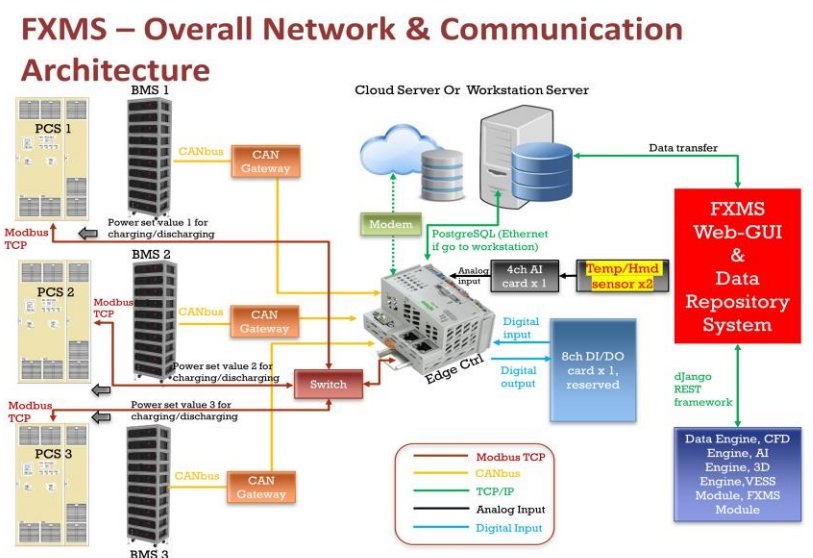 FXMS – Overall Network & Communication
Architecture
BMS 1
Cloud Server Or Workstation Server
PCS 1
CANbus
CAN
Gateway
Data transfer
Modem
Modbus
TCP
Power set value 1 for
charging/discharging
PostgreSQL (Ethernet
if go to workstation)
FXMS
Web-GUI
&
Data
Repository
System
BMS 2
Analog
input
4ch AI
card x 1
Temp/Hmd
sensor x2
PCS 2
Modbus
TCP
CANbus
CAN
Gateway
Digital
input
Edge Ctrl
Digital
output
8ch DI/DO
card x 1,
reserved
Power set value 2 for
charging/discharging
Switch
dJango
REST
framework
Modbus
TCP
Power set value 3 for
charging/discharging
PCS 3
CANbus
CAN
Gateway
BMS 3
Modbus TCP
CANbus
TCP/IP
Analog Input
Digital Input
Data Engine, CFD
Engine, AI
Engine, 3D
Engine,VESS
Module, FXMS
Module